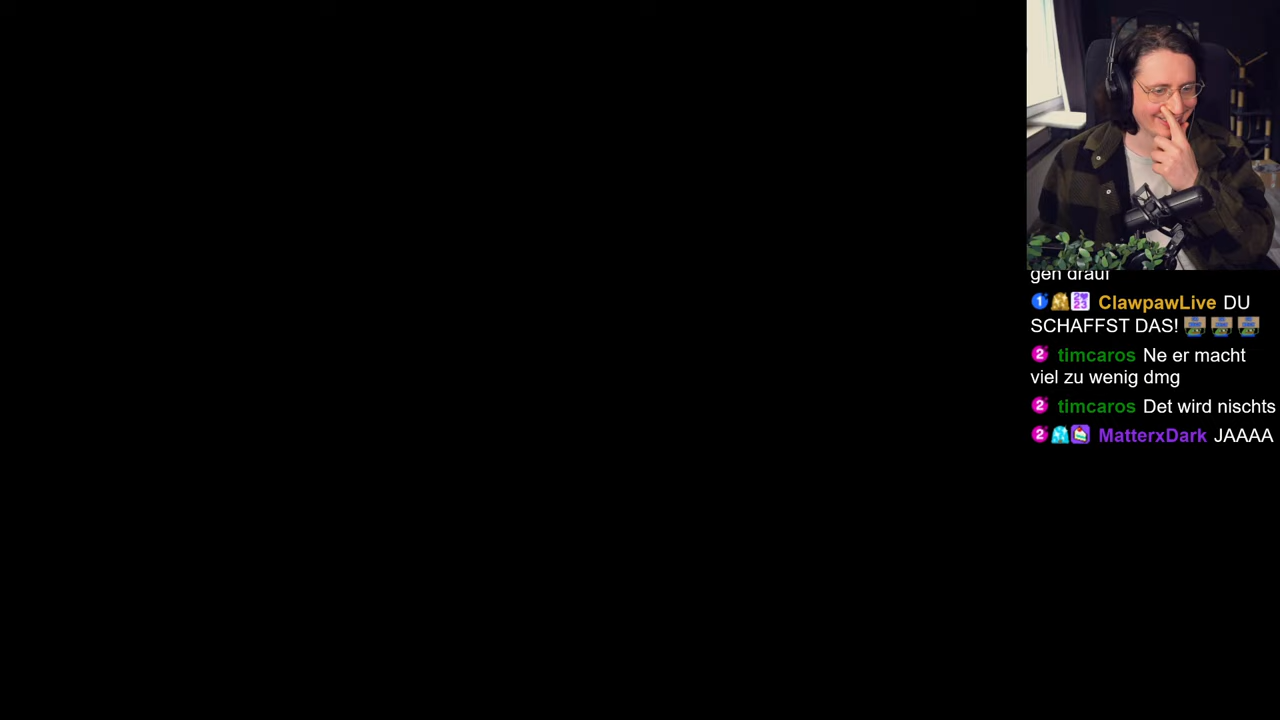 geh drauf
ClawpawLive DU
SCHAFFST DAS!
timcaros Ne er macht
viel zu wenig dmg
timcaros Det wird nischts
MatterxDark JAAAA